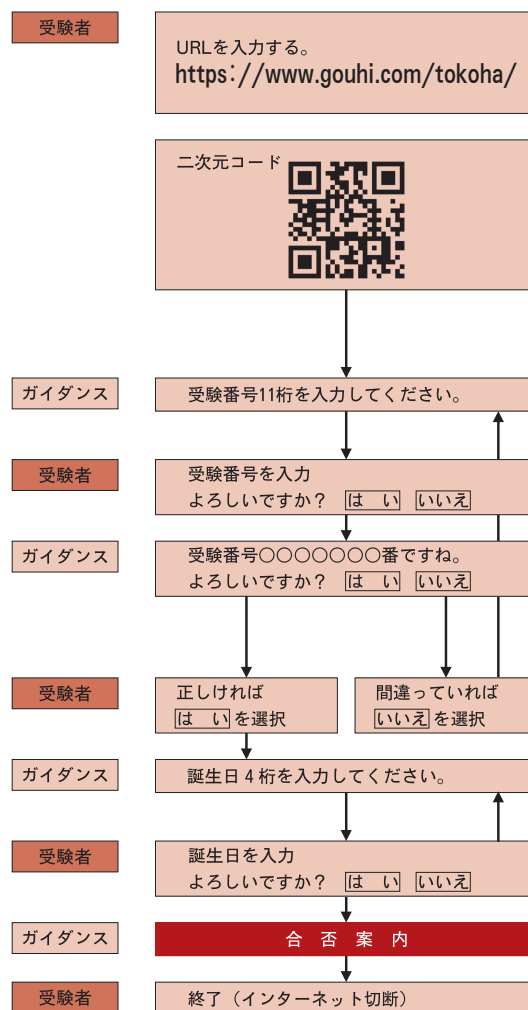 受験者
URLを入力する。
https://www.gouhi.com/tokoha/
二次元コード
ガイダンス
受験番号11桁を入力してください。
受験者
受験番号を入力
よろしいですか? は い いいえ
ガイダンス
受験番号○○○○○○○番ですね。
よろしいですか? は い いいえ
受験者
正しければ
は い を選択
間違っていれば
いいえ を選択
ガイダンス
誕生日4桁を入力してください。
受験者
誕生日を入力
よろしいですか? は い いいえ
ガイダンス
合 否 案 内
受験者
終了(インターネット切断)